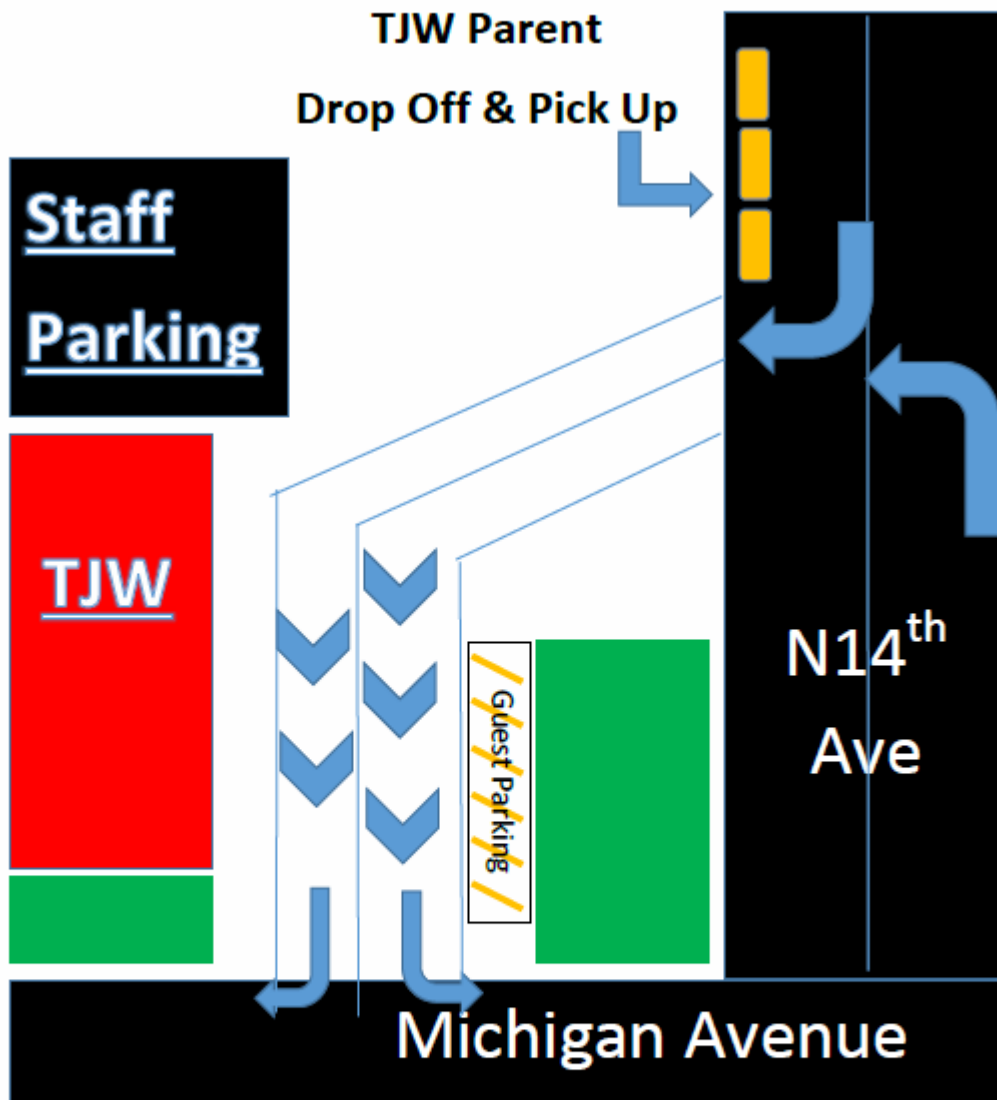 TJW Parent
Drop Off & Pick Up
Staff
Parking
TJW
Guest Parking
N14th
Ave
Michigan Avenue